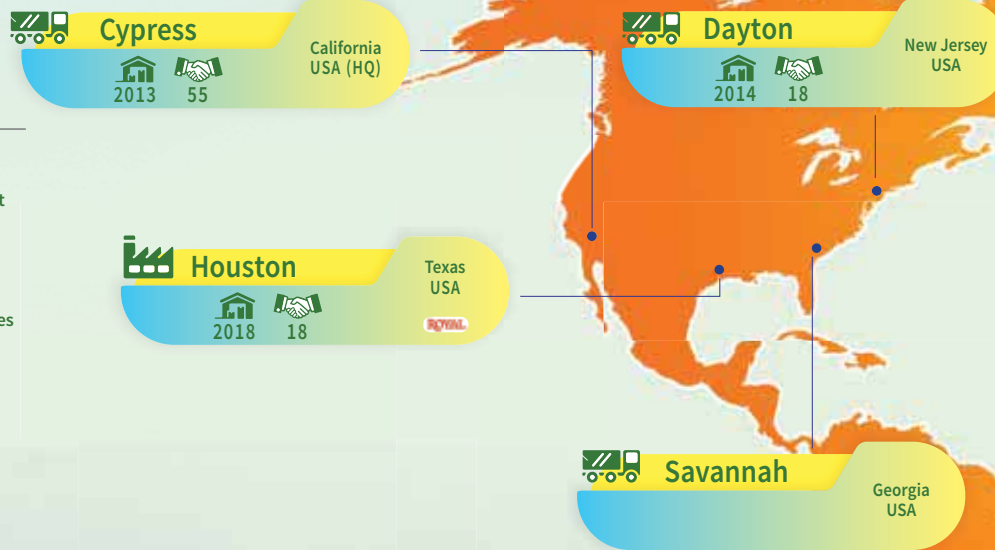 Cypress
California
USA (HQ)
2013 55
Dayton
New Jersey
USA
2014 18
t
Houston
Texas
USA
ROYAL
2018 18
es
Savannah
Georgia
USA